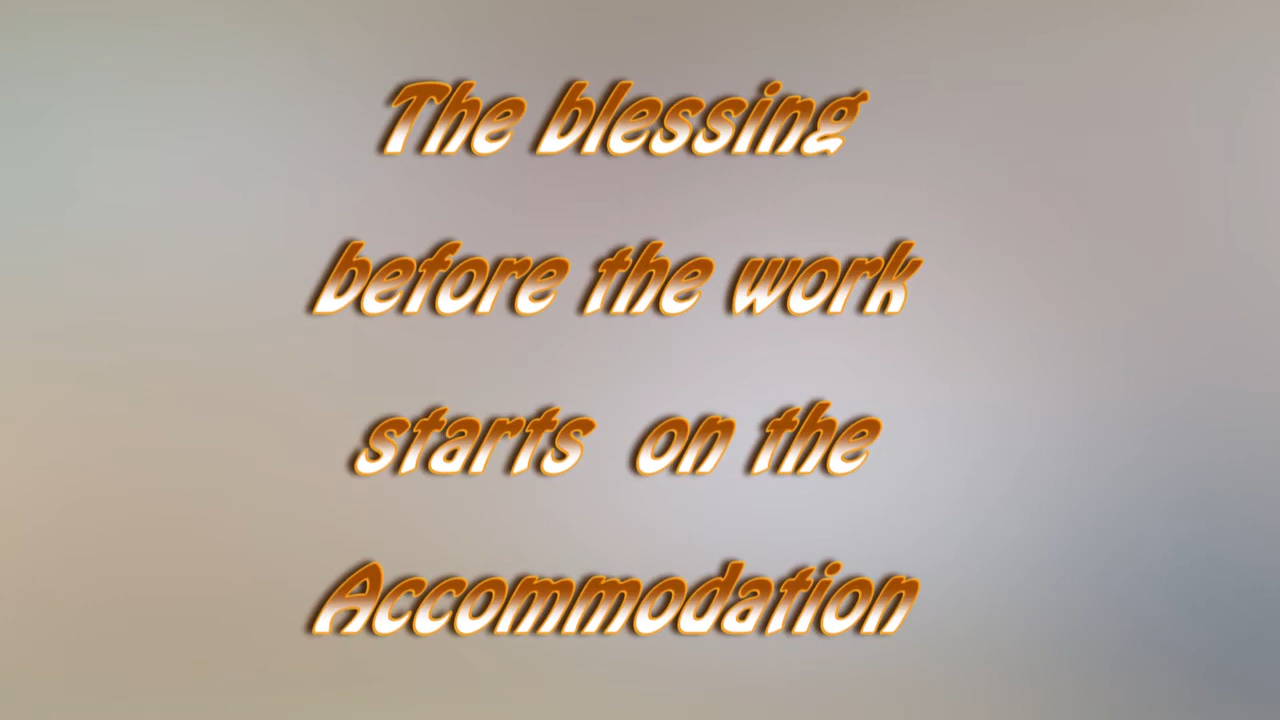 The blessing
before the work
starts  on the
Accommodation